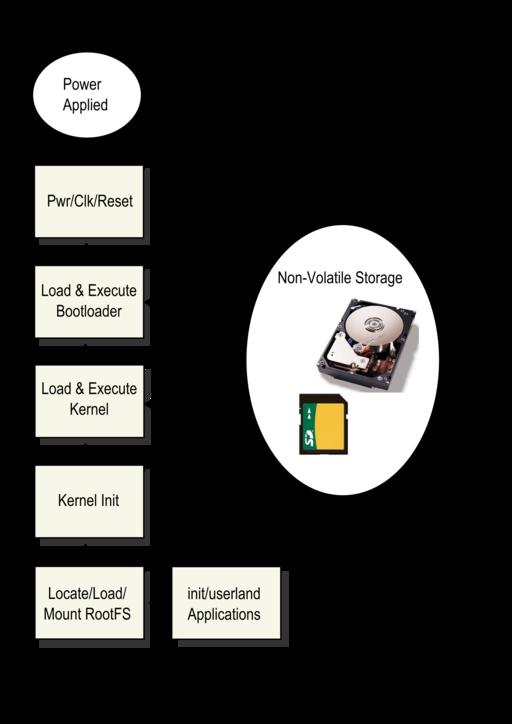 Power
Applied
Pwr/Clk/Reset
Load & Execute
Bootloader
Load & Execute
Kernel
Kernel Init
Locate/Load/
Mount RootFS
init/userland
Applications
Non-Volatile Storage